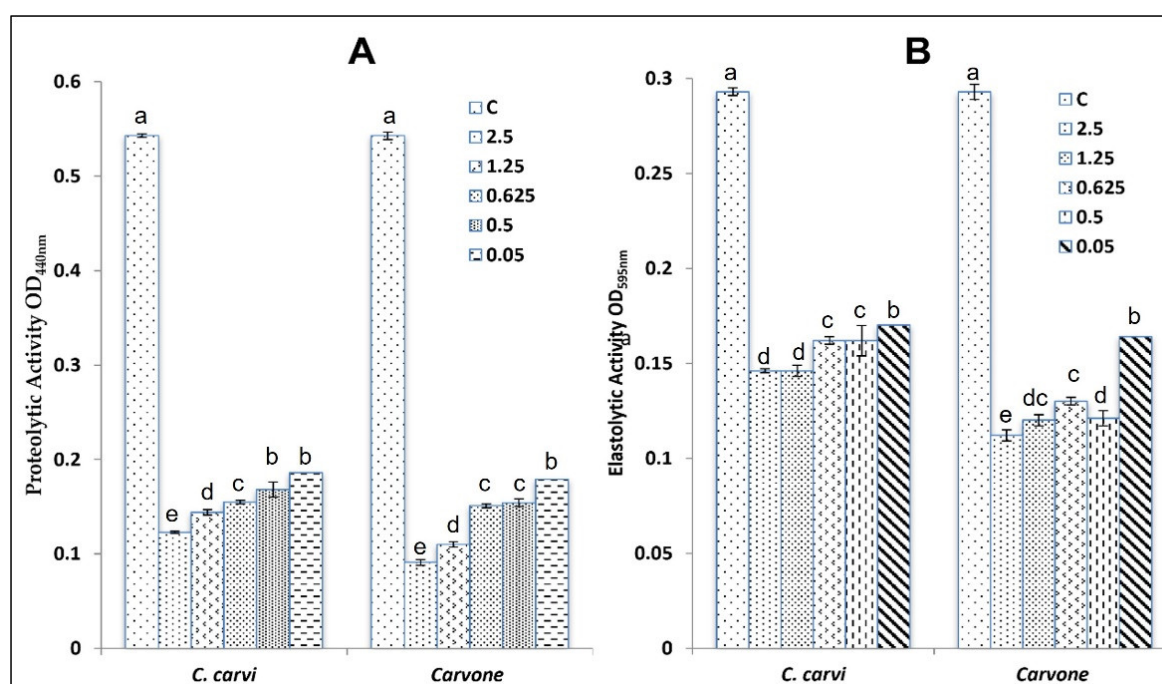 A
0.6
0.5
0.4
0.3
0.2
0.1
0
Proteolytic Activity OD440nm
a
e
d
c
b
b
a
e
d
c
c
b
C
2.5
1.25
0.625
0.5
0.05
C. carvi
Carvone
B
0.3
0.25
0.2
0.15
0.1
0.05
0
Elastolytic Activity OD595nm
a
d
d
c
c
b
a
e
dc
c
d
b
C
2.5
1.25
0.625
0.5
0.05
C. carvi
Carvone